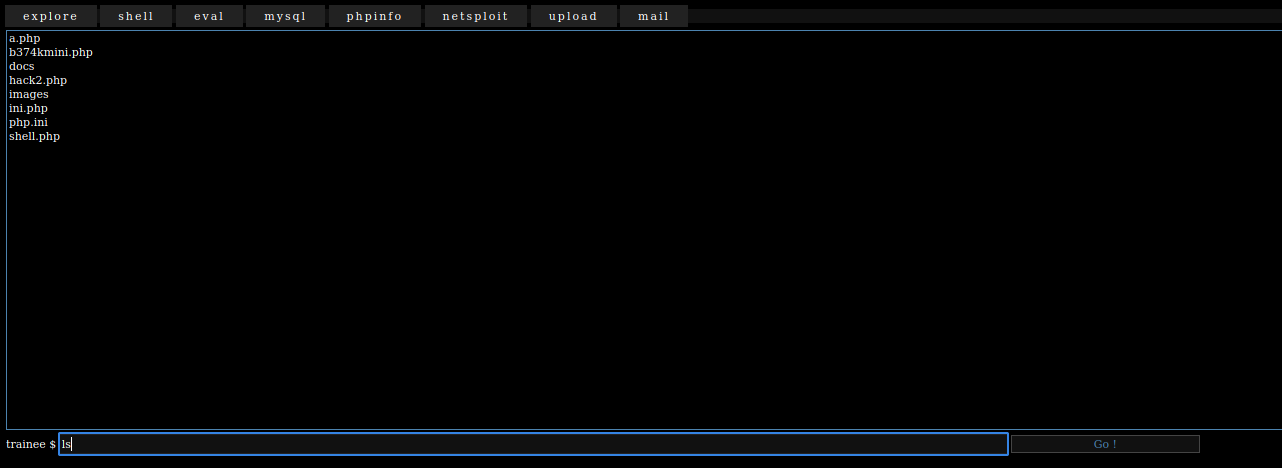 explore shell eval mysql phpinfo netsploit upload mail
a.php
b374kmini.php
docs
hack2.php
images
ini.php
php.ini
shell.php
trainee $ ls Go !